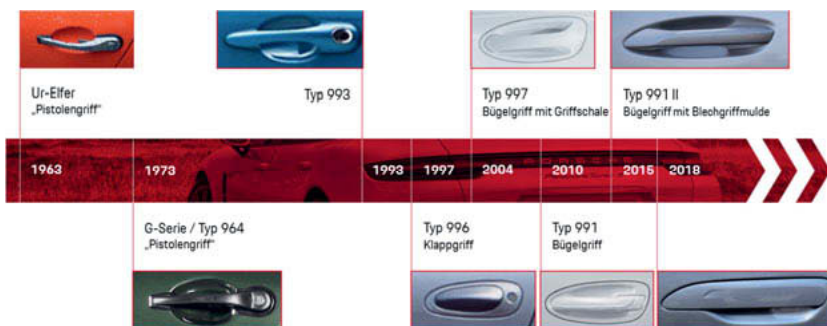 Ur-Elfer
„Pistolengriff“
Typ 993
Typ 997
Bügelgriff mit Griffschale
Typ 991 II
Bügelgriff mit Blechgriffmulde
1963
1973
1993
1997
2004
2010
2015
2018
PORSCHE
G-Serie / Typ 964
„Pistolengriff“
Typ 996
Klappgriff
Typ 991
Bügelgriff